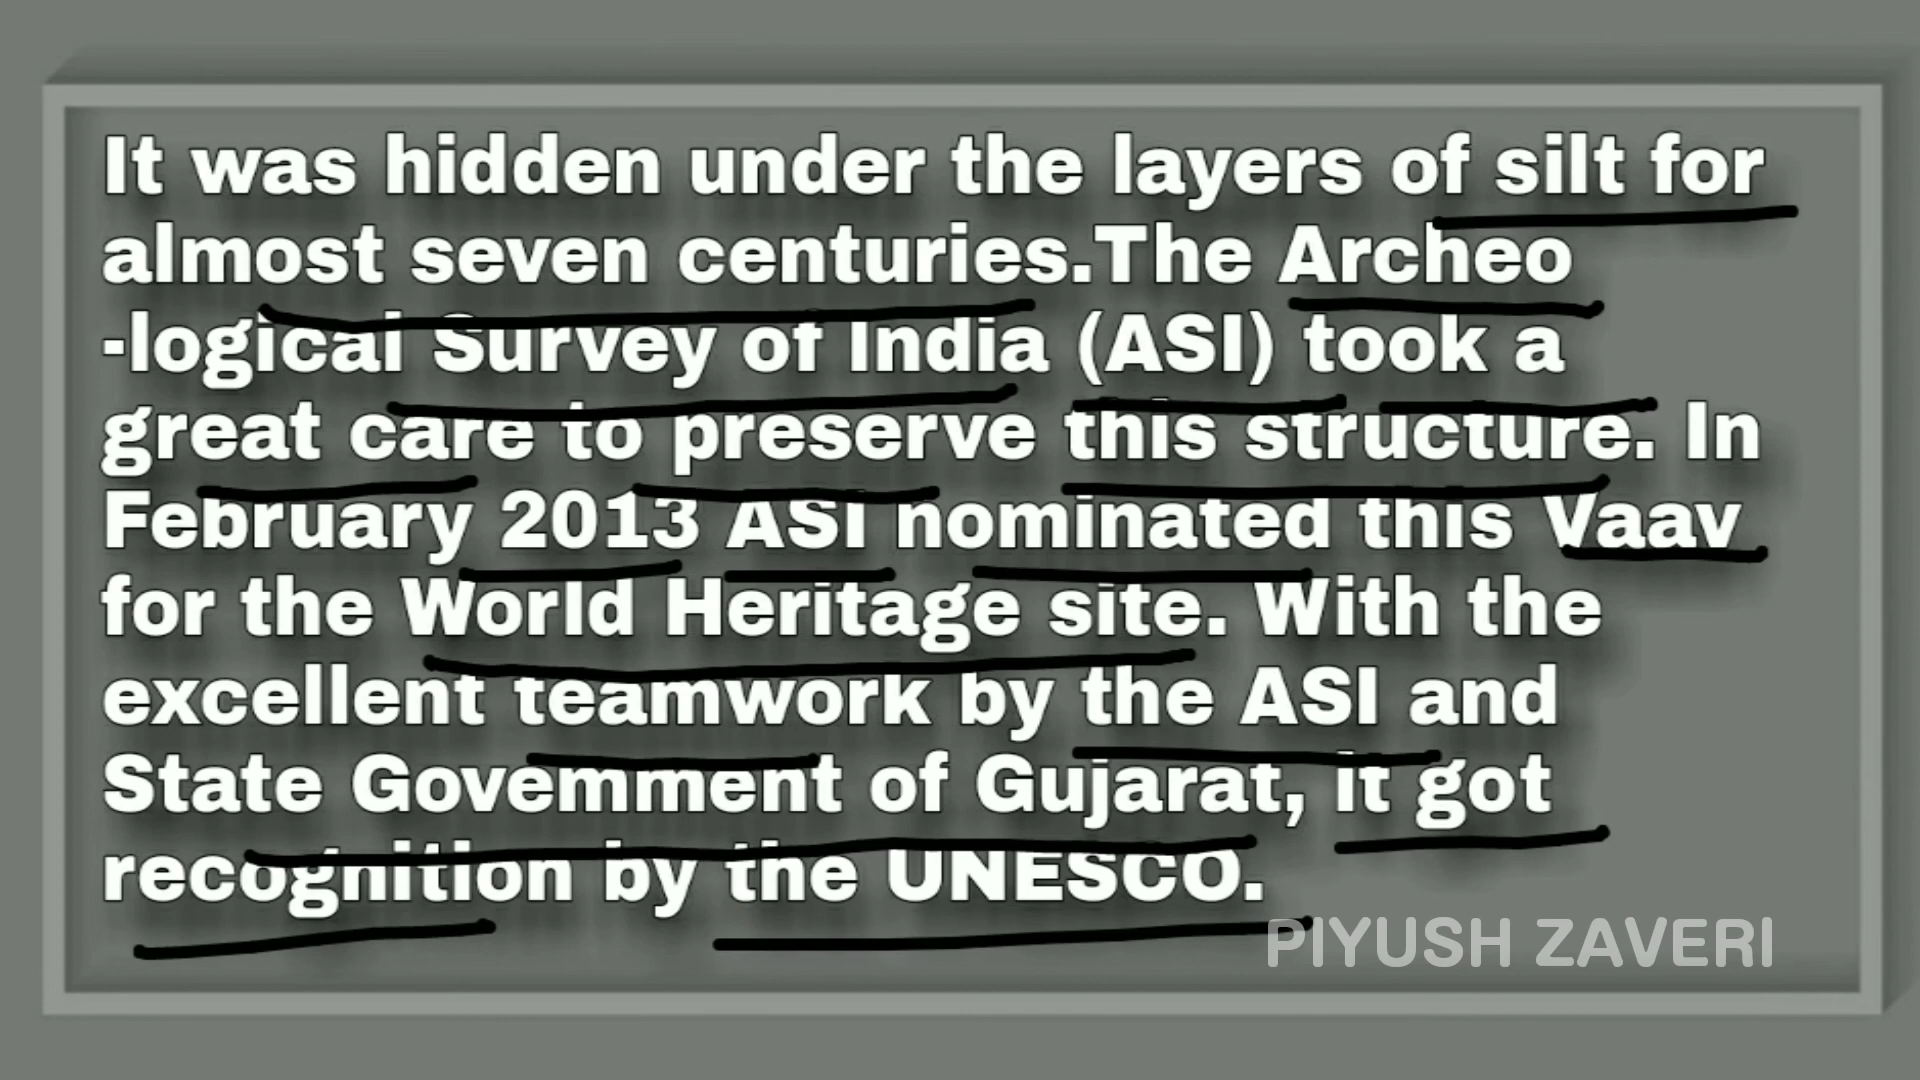 It was hidden under the layers of silt for
almost seven centuries.The Archeo
-logical Survey of India (ASI) took a
great care to preserve this structure. In
February 2013 ASI nominated this Vaav
for the World Heritage site. With the
excellent teamwork by the ASI and
State Govemment of Gujarat, it got
recognition by the UNESCO.
PIYUSH ZAVERI